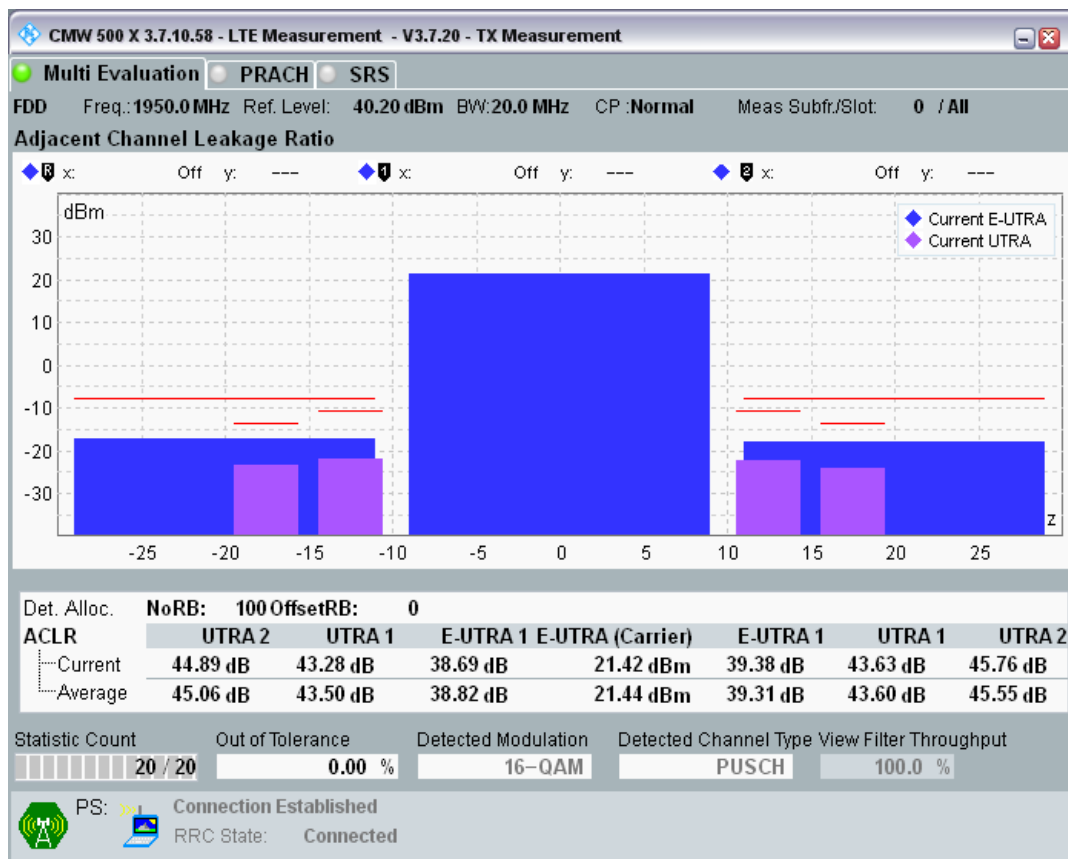 CMW 500 X 3.7.10.58 - LTE Measurement - V3.7.20 - TX Measurement
Multi Evaluation PRACH SRS
FDD Freq.:1950.0 MHz Ref. Level: 40.20 dBm BW:20.0 MHz CP :Normal Meas Subfr./Slot: 0 / All
Adjacent Channel Leakage Ratio
R x: Off y: --- 1 x: Off y: --- 2 x: Off y: ---
dBm
Current E-UTRA
Current UTRA
30
20
10
0
-10
-20
-30
z
-25 -20 -15 -10 -5 0 5 10 15 20 25
Det. Alloc. NoRB: 100 OffsetRB: 0
ACLR UTRA 2 UTRA 1 E-UTRA 1 E-UTRA (Carrier) E-UTRA 1 UTRA 1 UTRA 2
Current 44.89 dB 43.28 dB 38.69 dB 21.42 dBm 39.38 dB 43.63 dB 45.76 dB
Average 45.06 dB 43.50 dB 38.82 dB 21.44 dBm 39.31 dB 43.60 dB 45.55 dB
Statistic Count Out of Tolerance Detected Modulation Detected Channel Type View Filter Throughput
20 / 20 0.00 % 16-QAM PUSCH 100.0 %
PS: Connection Established
RRC State: Connected